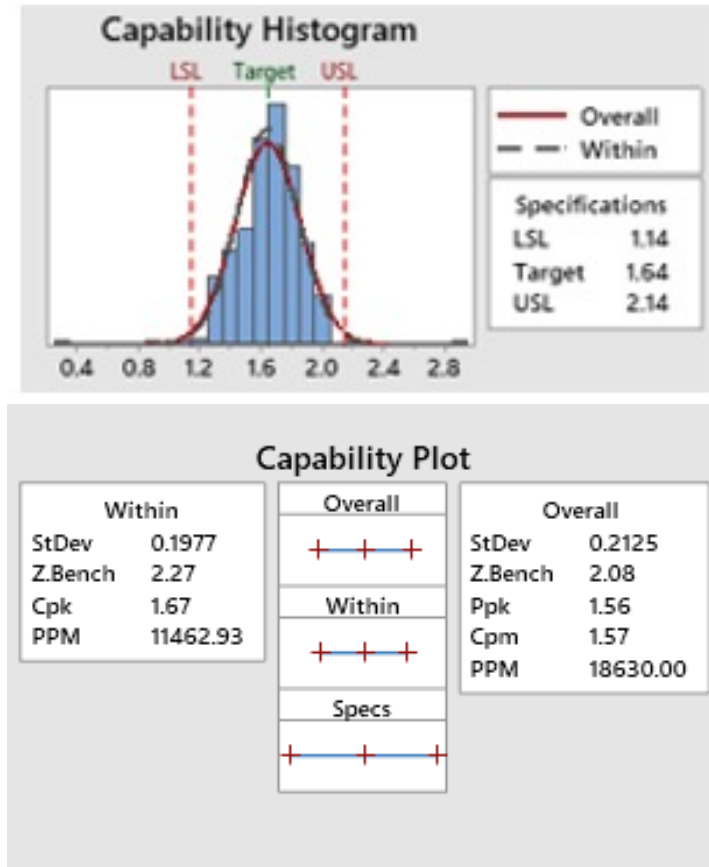 Capability Histogram
LSL Target USL
Overall
Within
Specifications
LSL 1.14
Target 1.64
USL 2.14
0.4 0.8 1.2 1.6 2.0 2.4 2.8
Capability Plot
Within
StDev 0.1977
Z.Bench 2.27
Cpk 1.67
PPM 11462.93
Overall
Within
Specs
Overall
StDev 0.2125
Z.Bench 2.08
Ppk 1.56
Cpm 1.57
PPM 18630.00